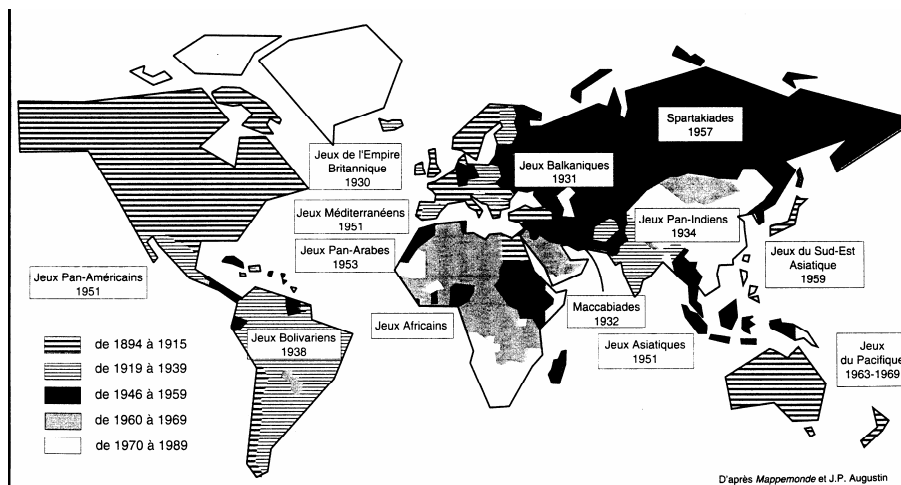 Spartakiades
1957
Jeux de l'Empire
Britannique
1930
Jeux Balkaniques
1931
Jeux Méditerranéens
1951
Jeux Pan-Indiens
1934
Jeux Pan-Arabes
1953
Jeux du Sud-Est
Asiatique
1959
Jeux Pan-Américains
1951
Maccabiades
1932
Jeux Africains
Jeux Bolivariens
1938
Jeux Asiatiques
1951
Jeux
du Pacifique
1963-1969
de 1894 à 1915
de 1919 à 1939
de 1946 à 1959
de 1960 à 1969
de 1970 à 1989
D'après Mappemonde et J.P. Augustin